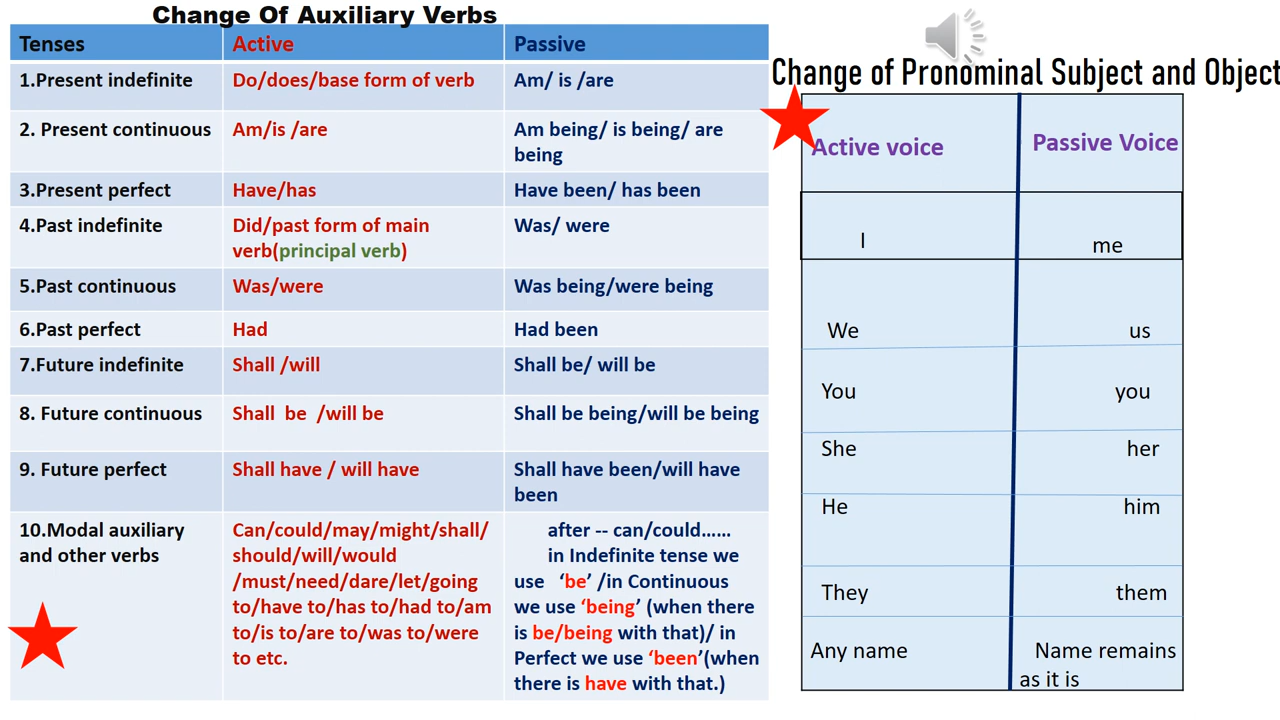 Change Of Auxiliary Verbs
Tenses
Active
Passive
1.Present indefinite
Do/does/base form of verb
Am/ is /are
2. Present continuous
Am/is /are
Am being/ is being/ are
being
3.Present perfect
Have/has
Have been/ has been
4.Past indefinite
Did/past form of main
verb(principal verb)
Was/ were
5.Past continuous
Was/were
Was being/were being
6.Past perfect
Had
Had been
7.Future indefinite
Shall /will
Shall be/ will be
8. Future continuous
Shall be /will be
Shall be being/will be being
9. Future perfect
Shall have / will have
Shall have been/will have
been
10.Modal auxiliary
and other verbs
Can/could/may/might/shall/
should/will/would
/must/need/dare/let/going
to/have to/has to/had to/am
to/is to/are to/was to/were
to etc.
after -- can/could......
in Indefinite tense we
use ‘be’ /in Continuous
we use ‘being’ (when there
is be/being with that)/ in
Perfect we use ‘been’(when
there is have with that.)
Change of Pronominal Subject and Object
Active voice
Passive Voice
I
me
We
us
You
you
She
her
He
him
They
them
Any name
Name remains
as it is